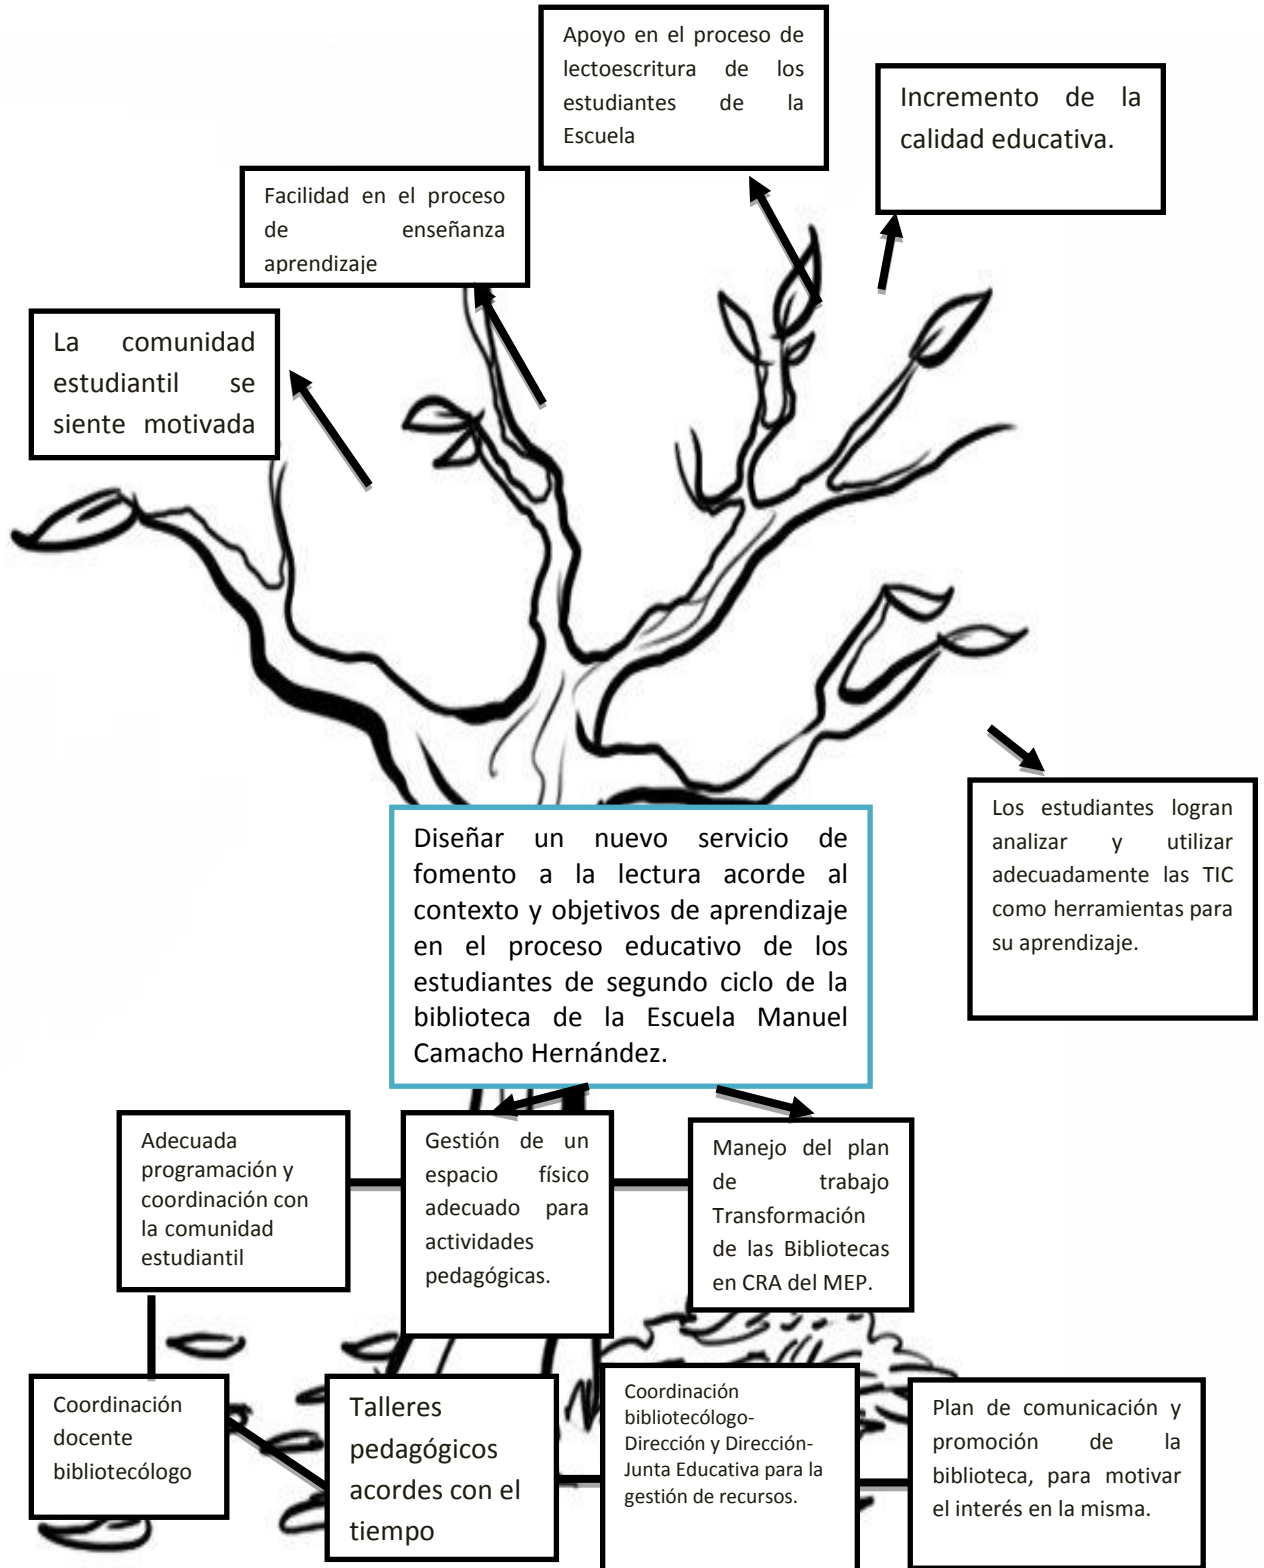 Apoyo en el proceso de
lectoescritura de los
estudiantes de la
Escuela
Incremento de la
calidad educativa.
Facilidad en el proceso
de enseñanza
aprendizaje
La comunidad
estudiantil se
siente motivada
Los estudiantes logran
analizar y utilizar
adecuadamente las TIC
como herramientas para
su aprendizaje.
Diseñar un nuevo servicio de
fomento a la lectura acorde al
contexto y objetivos de aprendizaje
en el proceso educativo de los
estudiantes de segundo ciclo de la
biblioteca de la Escuela Manuel
Camacho Hernández.
Adecuada
programación y
coordinación con
la comunidad
estudiantil
Gestión de un
espacio físico
adecuado para
actividades
pedagógicas.
Manejo del plan
de trabajo
Transformación
de las Bibliotecas
en CRA del MEP.
Coordinación
docente
bibliotecólogo
Talleres
pedagógicos
acordes con el
tiempo
Coordinación
bibliotecólogo-
Dirección y Dirección-
Junta Educativa para la
gestión de recursos.
Plan de comunicación y
promoción de la
biblioteca, para motivar
el interés en la misma.